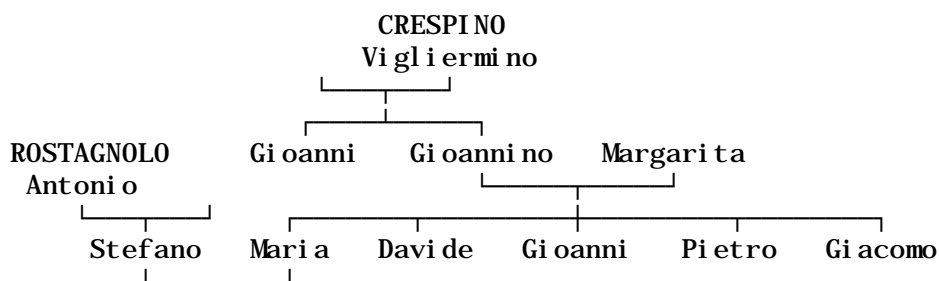 CRESPINO
Vigliermino
ROSTAGNOLO Gioanni Gioannino Margarita
Antonio
Stefano Maria Davide Gioanni Pietro Giacomo